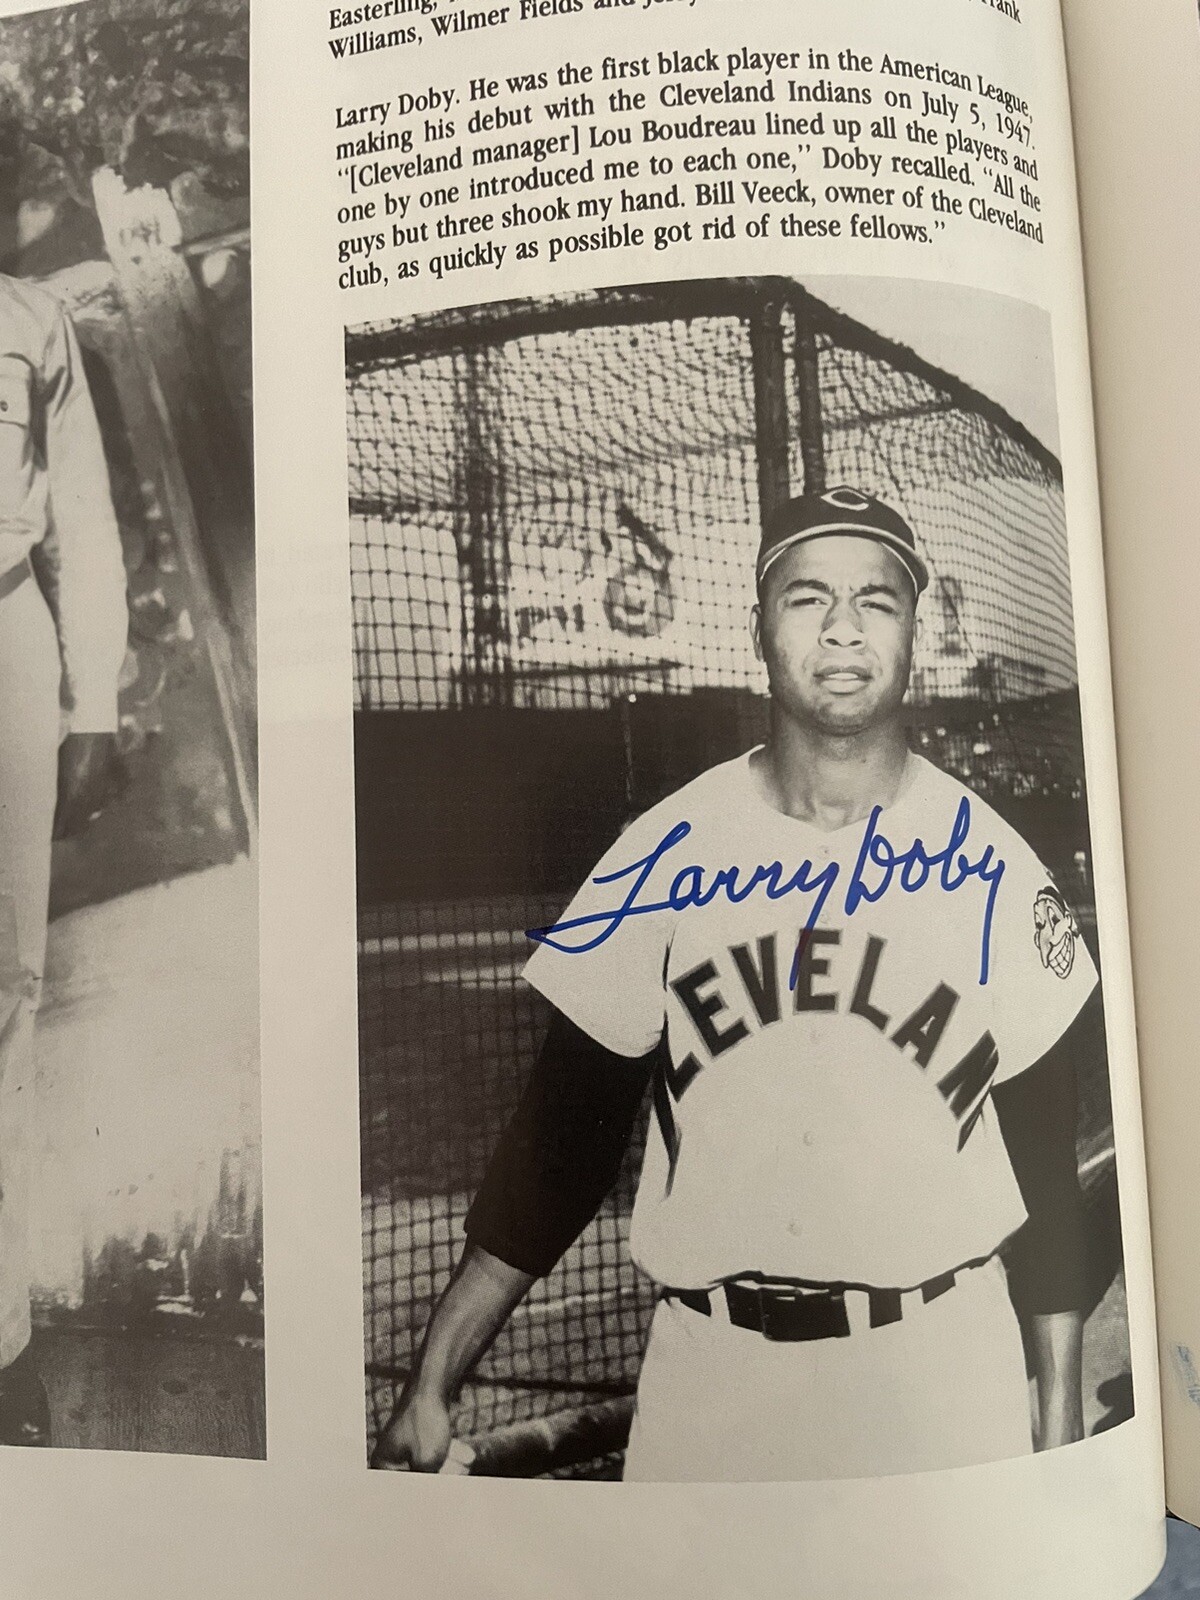 Easterling,
Williams, Wilmer Fields and
Larry Doby. He was the first black player in the American League,
making his debut with the Cleveland Indians on July 5, 1947.
“[Cleveland manager] Lou Boudreau lined up all the players and
one by one introduced me to each one,” Doby recalled. “All the
guys but three shook my hand. Bill Veeck, owner of the Cleveland
club, as quickly as possible got rid of these fellows.”
C
Larry Doby
LEVELAN